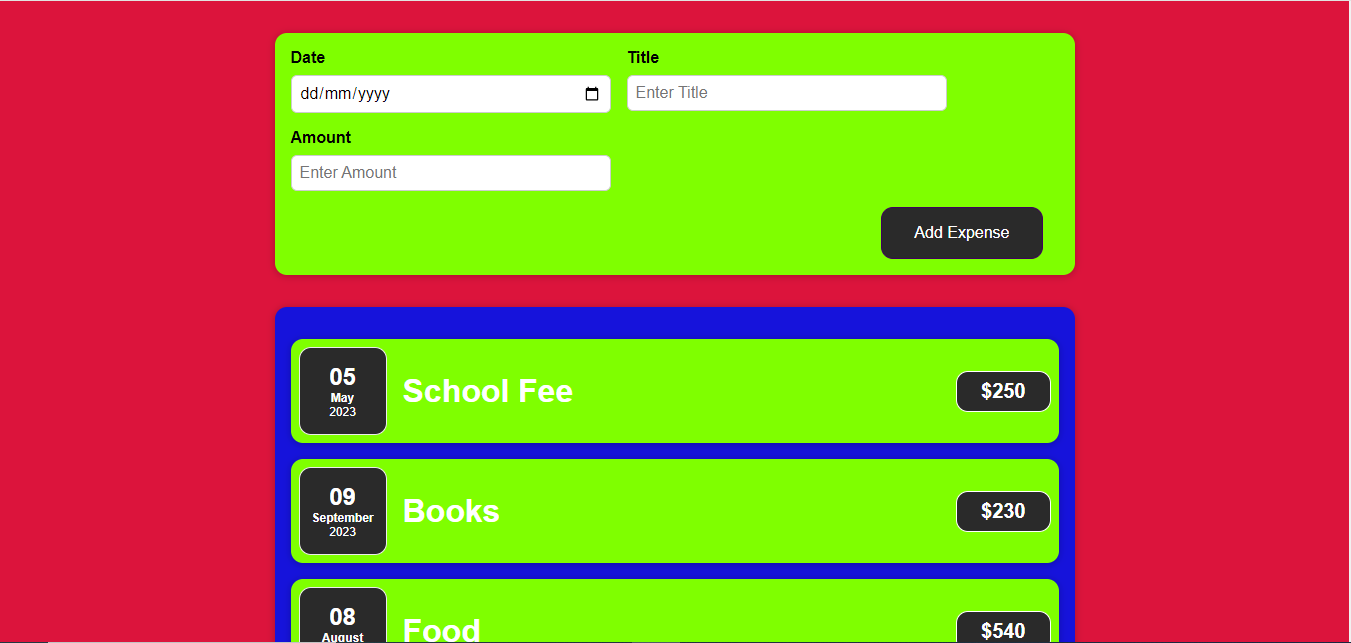 Date
Title
dd/mm/yyyy
Enter Title
Amount
Enter Amount
Add Expense
05
May
2023
School Fee
$250
09
September
2023
Books
$230
08
August
Food
$540